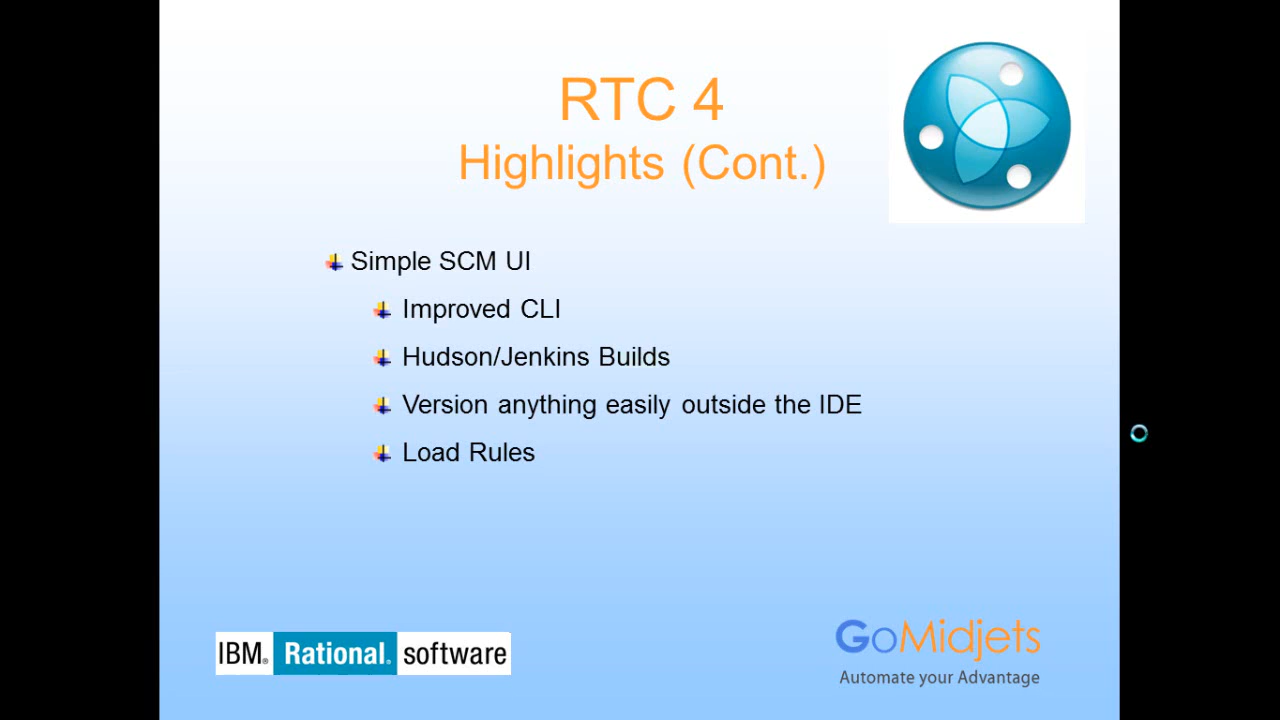 RTC 4
Highlights (Cont.)
Simple SCM UI
Improved CLI
Hudson/Jenkins Builds
Version anything easily outside the IDE
Load Rules
IBM. Rational. software
GoMidjets
Automate your Advantage